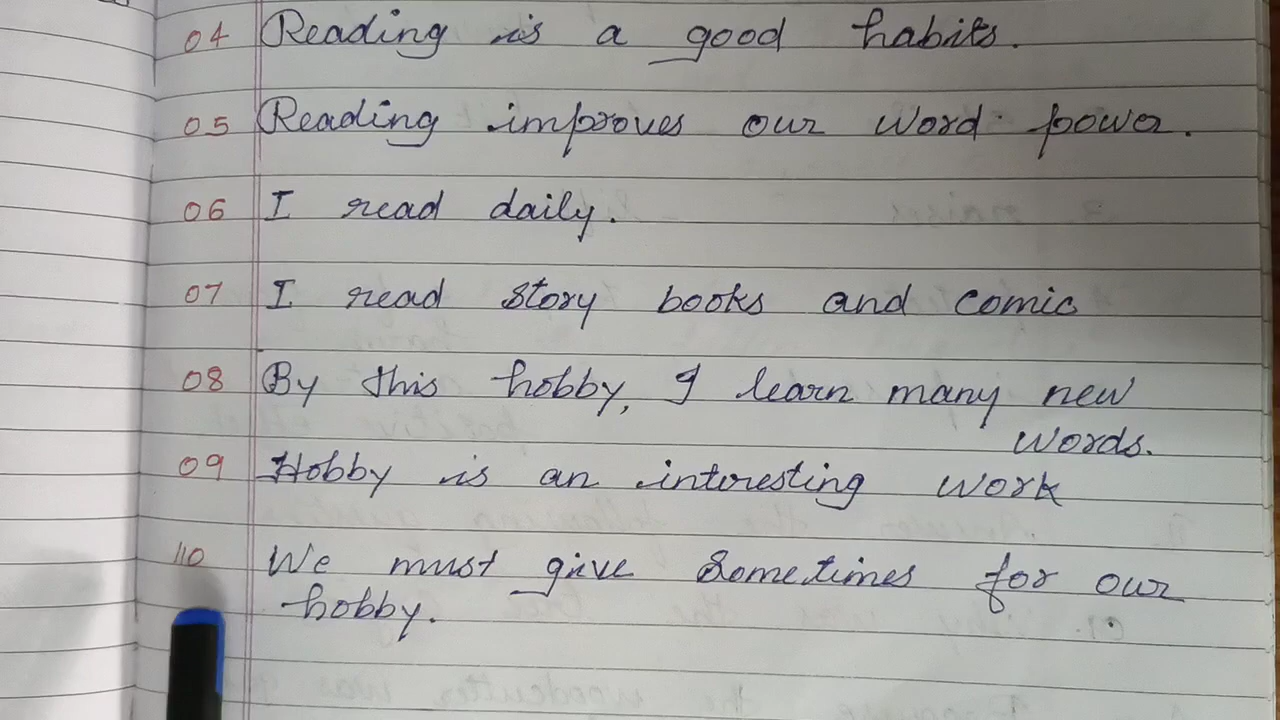 04 Reading is a good habits.
05 Reading improves our word power.
06 I read daily.
07 I read story books and comic
08 By this hobby, I learn many new
words.
09 Hobby is an interesting work
10 We must give sometimes for our
hobby.